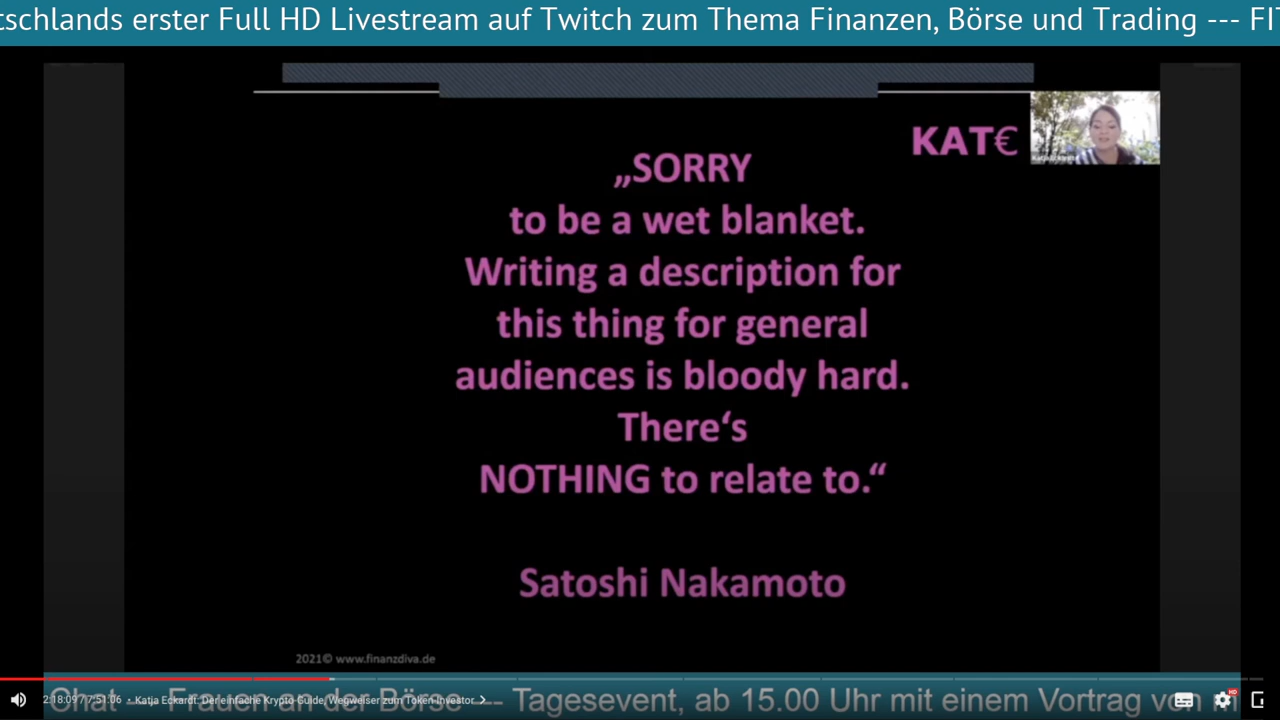 tschlands erster Full HD Livestream auf Twitch zum Thema Finanzen, Börse und Trading --- FIT
KAT€
„SORRY
to be a wet blanket.
Writing a description for
this thing for general
audiences is bloody hard.
There‘s
NOTHING to relate to.“
Satoshi Nakamoto
2021© www.finanzdiva.de
Frauen an der Börse --- Tagesevent, ab 15.00 Uhr mit einem Vortrag von
2:18:09 / 7:51:06 • Katja Eckardt: Der einfache Krypto-Guide, Wegweiser zum Token-Investor
HD